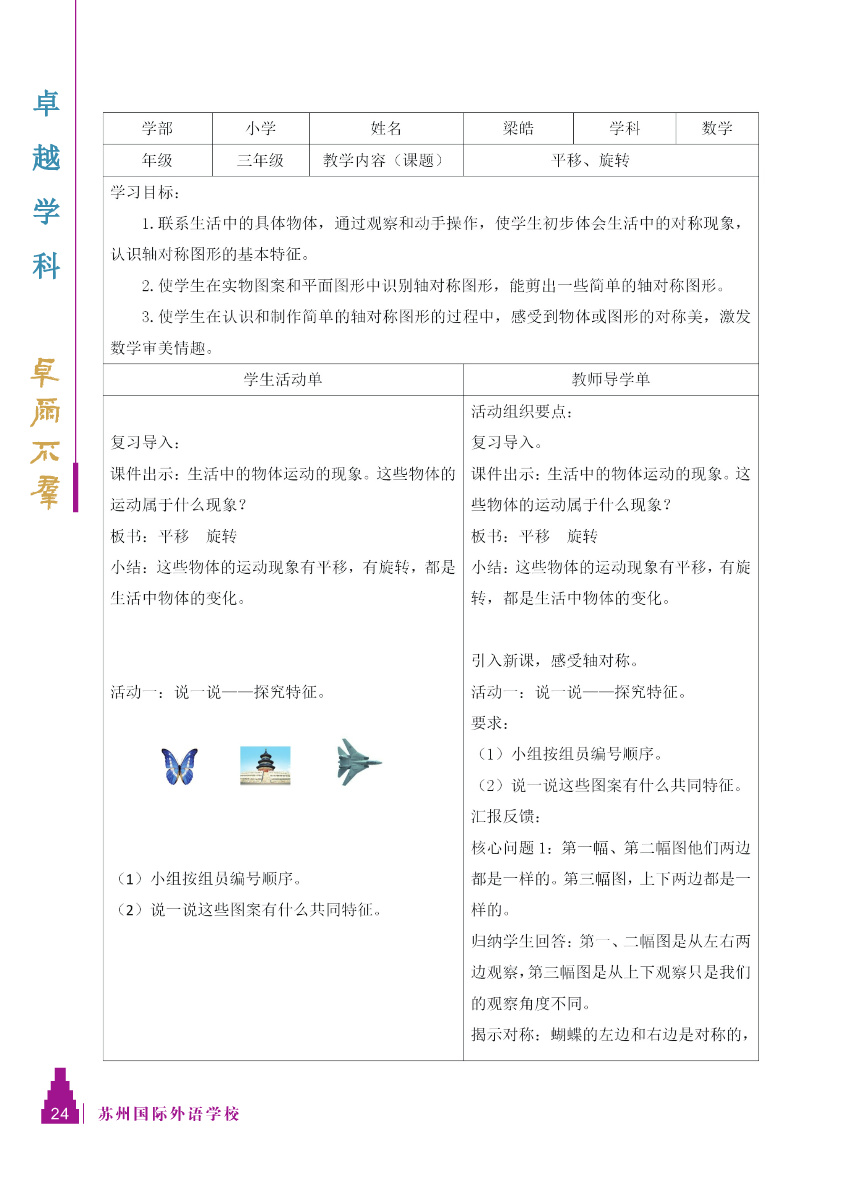 卓
越
学
科
卓
尔
不
群
学部 小学 姓名 梁皓 学科 数学
年级 三年级 教学内容（课题） 平移、旋转
学习目标：
1.联系生活中的具体物体，通过观察和动手操作，使学生初步体会生活中的对称现象，
认识轴对称图形的基本特征。
2.使学生在实物图案和平面图形中识别轴对称图形，能剪出一些简单的轴对称图形。
3.使学生在认识和制作简单的轴对称图形的过程中，感受到物体或图形的对称美，激发
数学审美情趣。
学生活动单
复习导入：
课件出示：生活中的物体运动的现象。这些物体的
运动属于什么现象？
板书：平移 旋转
小结：这些物体的运动现象有平移，有旋转，都是
生活中物体的变化。
活动一：说一说——探究特征。
（1）小组按组员编号顺序。
（2）说一说这些图案有什么共同特征。
教师导学单
活动组织要点：
复习导入。
课件出示：生活中的物体运动的现象。这
些物体的运动属于什么现象？
板书：平移 旋转
小结：这些物体的运动现象有平移，有旋
转，都是生活中物体的变化。
引入新课，感受轴对称。
活动一：说一说——探究特征。
要求：
（1）小组按组员编号顺序。
（2）说一说这些图案有什么共同特征。
汇报反馈：
核心问题1：第一幅、第二幅图他们两边
都是一样的。第三幅图，上下两边都是一
样的。
归纳学生回答：第一、二幅图是从左右两
边观察，第三幅图是从上下观察只是我们
的观察角度不同。
揭示对称：蝴蝶的左边和右边是对称的，
24 苏州国际外语学校